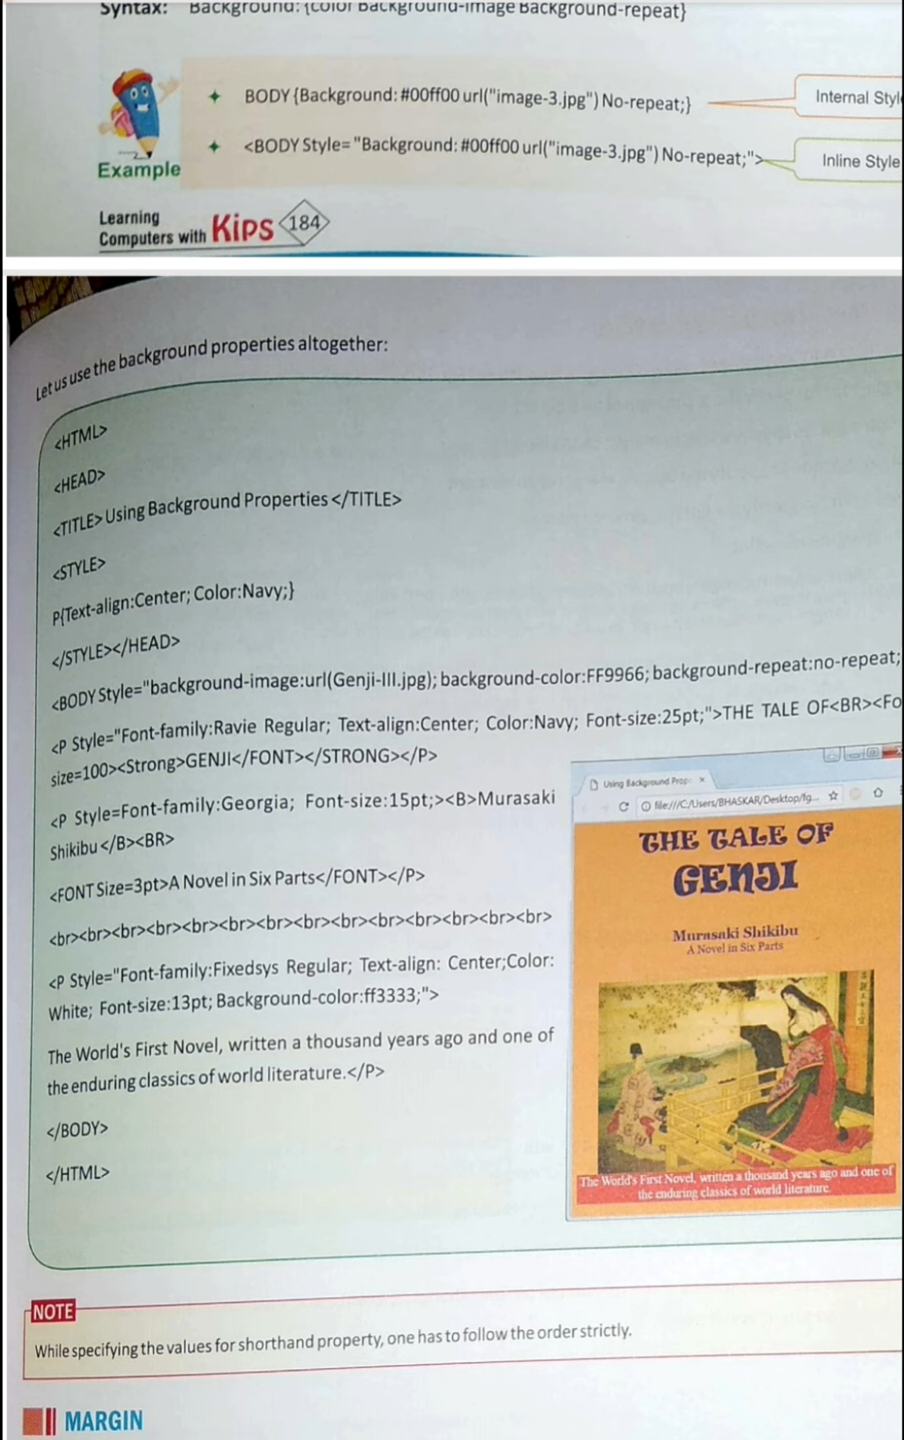 Syntax: Background: {Color Background-image Background-repeat}
BODY {Background: #00ff00 url("image-3.jpg") No-repeat;}
Internal
<BODY Style= "Background: #00ff00 url("image-3.jpg") No-repeat;">
Inline Style
Example
Learning
Computers with Kips 184
Let us use the background properties altogether:
<HTML>
<HEAD>
<TITLE> Using Background Properties </TITLE>
<STYLE>
P{Text-align:Center; Color:Navy;}
</STYLE></HEAD>
<BODY Style="background-image:url(Genji-III.jpg); background-color:FF9966; background-repeat:no-repeat;
<P Style="Font-family:Ravie Regular; Text-align:Center; Color:Navy; Font-size:25pt;">THE TALE OF<BR><Fo
size=100><Strong>GENJI</FONT></STRONG></P>
<P Style=Font-family:Georgia; Font-size:15pt;><B>Murasaki
Shikibu </B><BR>
<FONT Size=3pt>A Novel in Six Parts</FONT></P>
<br><br><br><br><br><br><br><br><br><br><br><br><br><br>
<P Style="Font-family:Fixedsys Regular; Text-align: Center;Color:
White; Font-size:13pt; Background-color:ff3333;">
The World's First Novel, written a thousand years ago and one of
the enduring classics of world literature.</P>
</BODY>
</HTML>
Using Background Prop
file:///C:/Users/BHASKAR/Desktop/fg...
THE TALE OF
GENJI
Murasaki Shikibu
A Novel in Six Parts
The World's First Novel, written a thousand years ago and one of
the enduring classics of world literature.
NOTE
While specifying the values for shorthand property, one has to follow the order strictly.
MARGIN